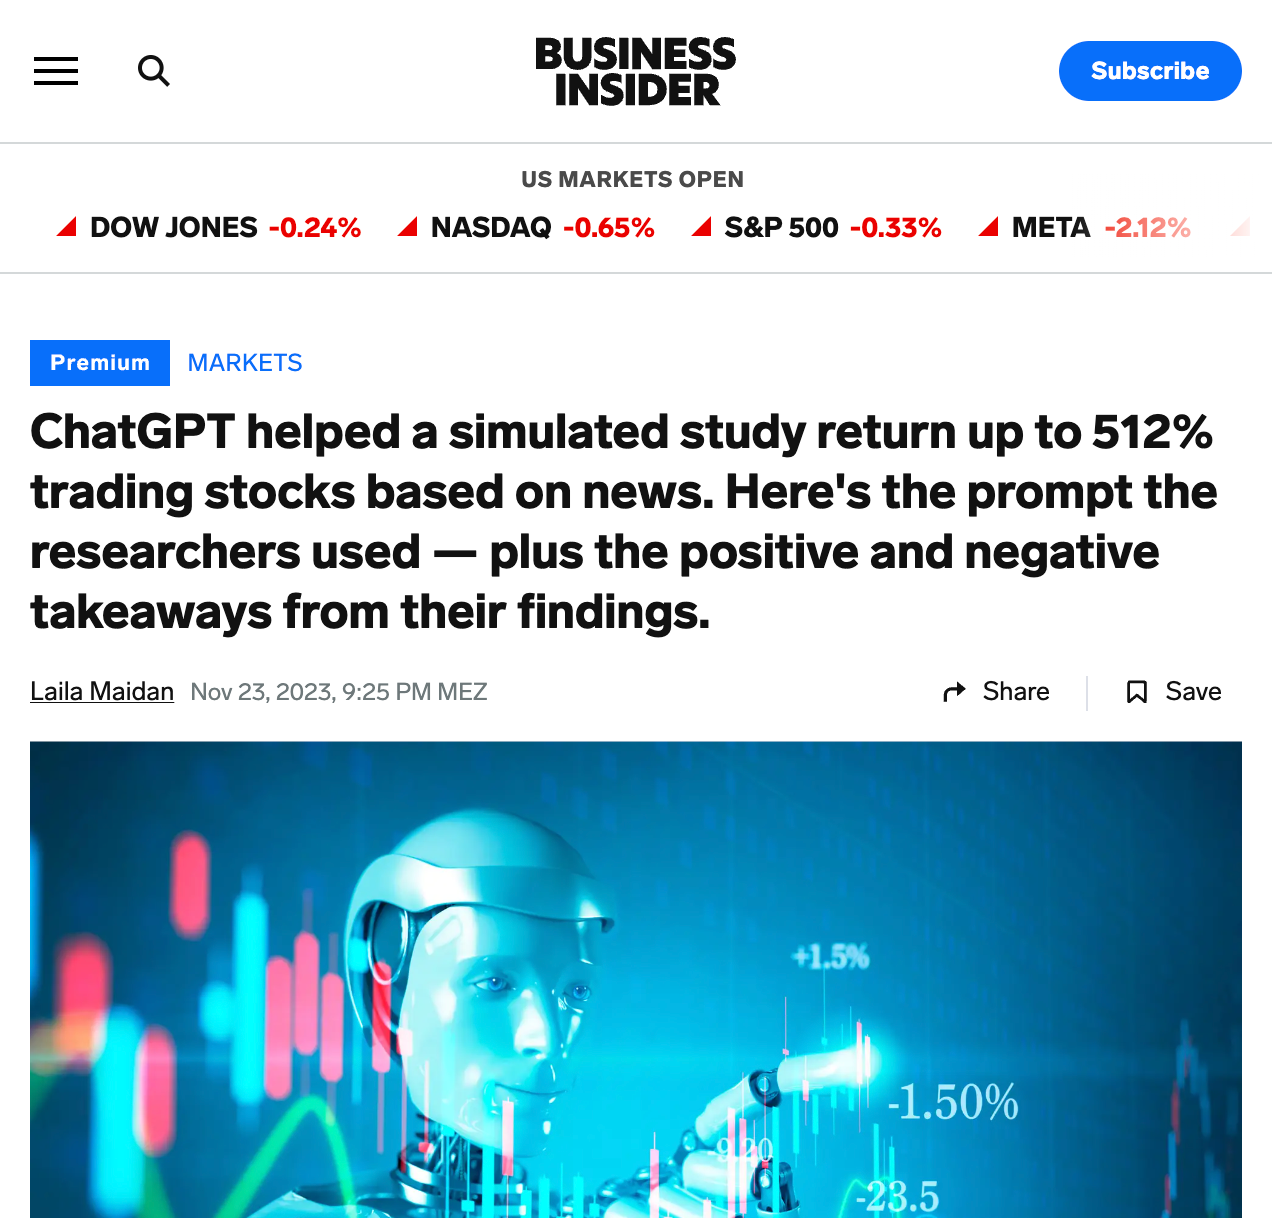 BUSINESS
INSIDER
Subscribe
US MARKETS OPEN
DOW JONES -0.24% NASDAQ -0.65% S&P 500 -0.33% META -2.12%
Premium MARKETS
ChatGPT helped a simulated study return up to 512%
trading stocks based on news. Here's the prompt the
researchers used — plus the positive and negative
takeaways from their findings.
Laila Maidan Nov 23, 2023, 9:25 PM MEZ Share Save
+1.5%
-1.50%
-9.20
-23.5